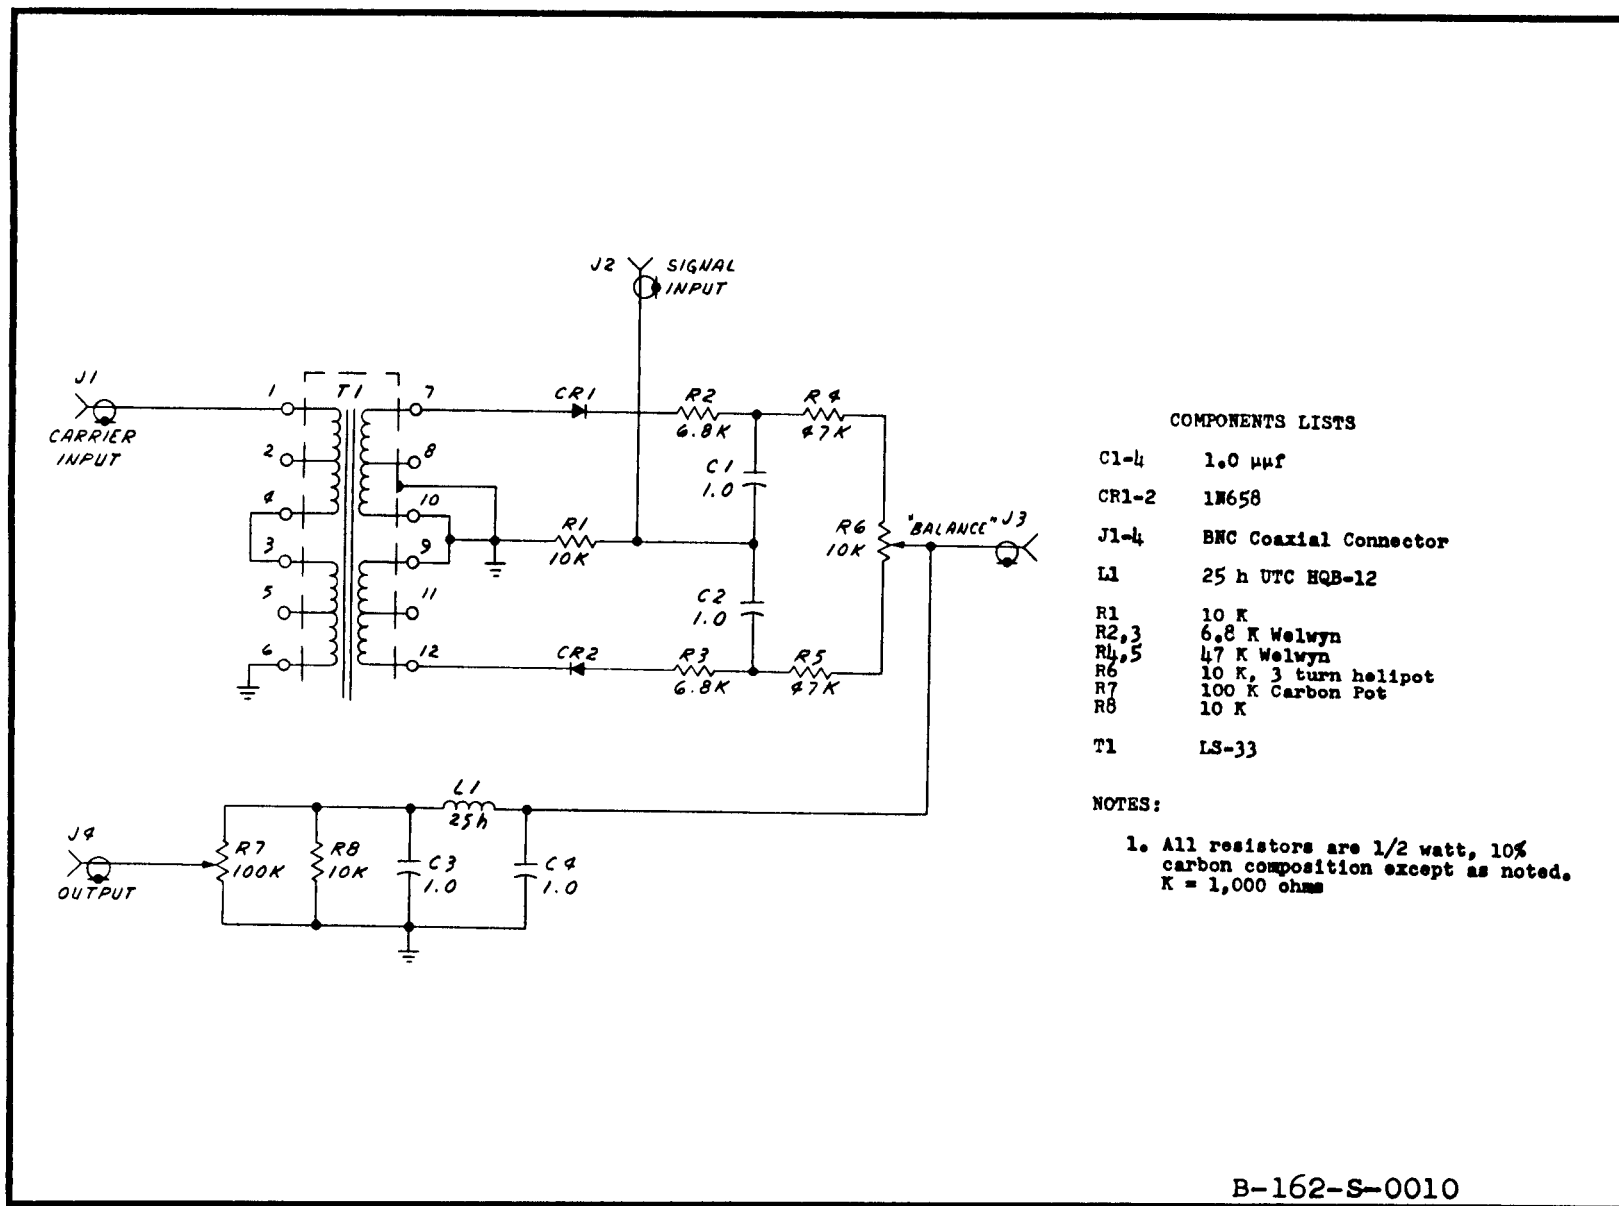 J2 SIGNAL
INPUT
J1
CARRIER
INPUT
1
T1
7
2
8
4
10
3
9
5
11
6
12
CR1
R2
6.8K
R4
47K
C1
1.0
R1
10K
R6
10K
"BALANCE" J3
C2
1.0
CR2
R3
6.8K
R5
47K
L1
25h
J4
OUTPUT
R7
100K
R8
10K
C3
1.0
C4
1.0
COMPONENTS LISTS
C1-4 1.0 μμf
CR1-2 1N658
J1-4 BNC Coaxial Connector
L1 25 h UTC HQB-12
R1 10 K
R2,3 6.8 K Welwyn
R4,5 47 K Welwyn
R6 10 K, 3 turn helipot
R7 100 K Carbon Pot
R8 10 K
T1 LS-33
NOTES:
1. All resistors are 1/2 watt, 10%
carbon composition except as noted.
K = 1,000 ohms
B-162-S-0010